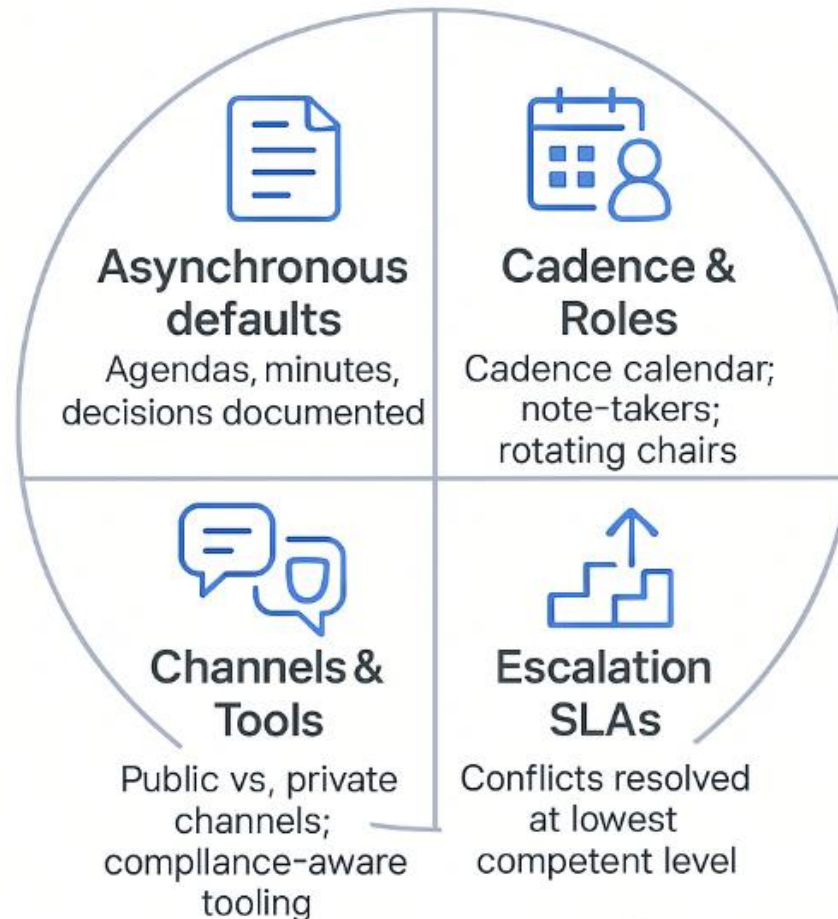 Asynchronous
defaults
Agendas, minutes,
decisions documented
Cadence &
Roles
Cadence calendar;
note-takers;
rotating chairs
Channels &
Tools
Public vs, private
channels;
compllance-aware
tooling
Escalation
SLAs
Conflicts resolved
at lowest
competent level